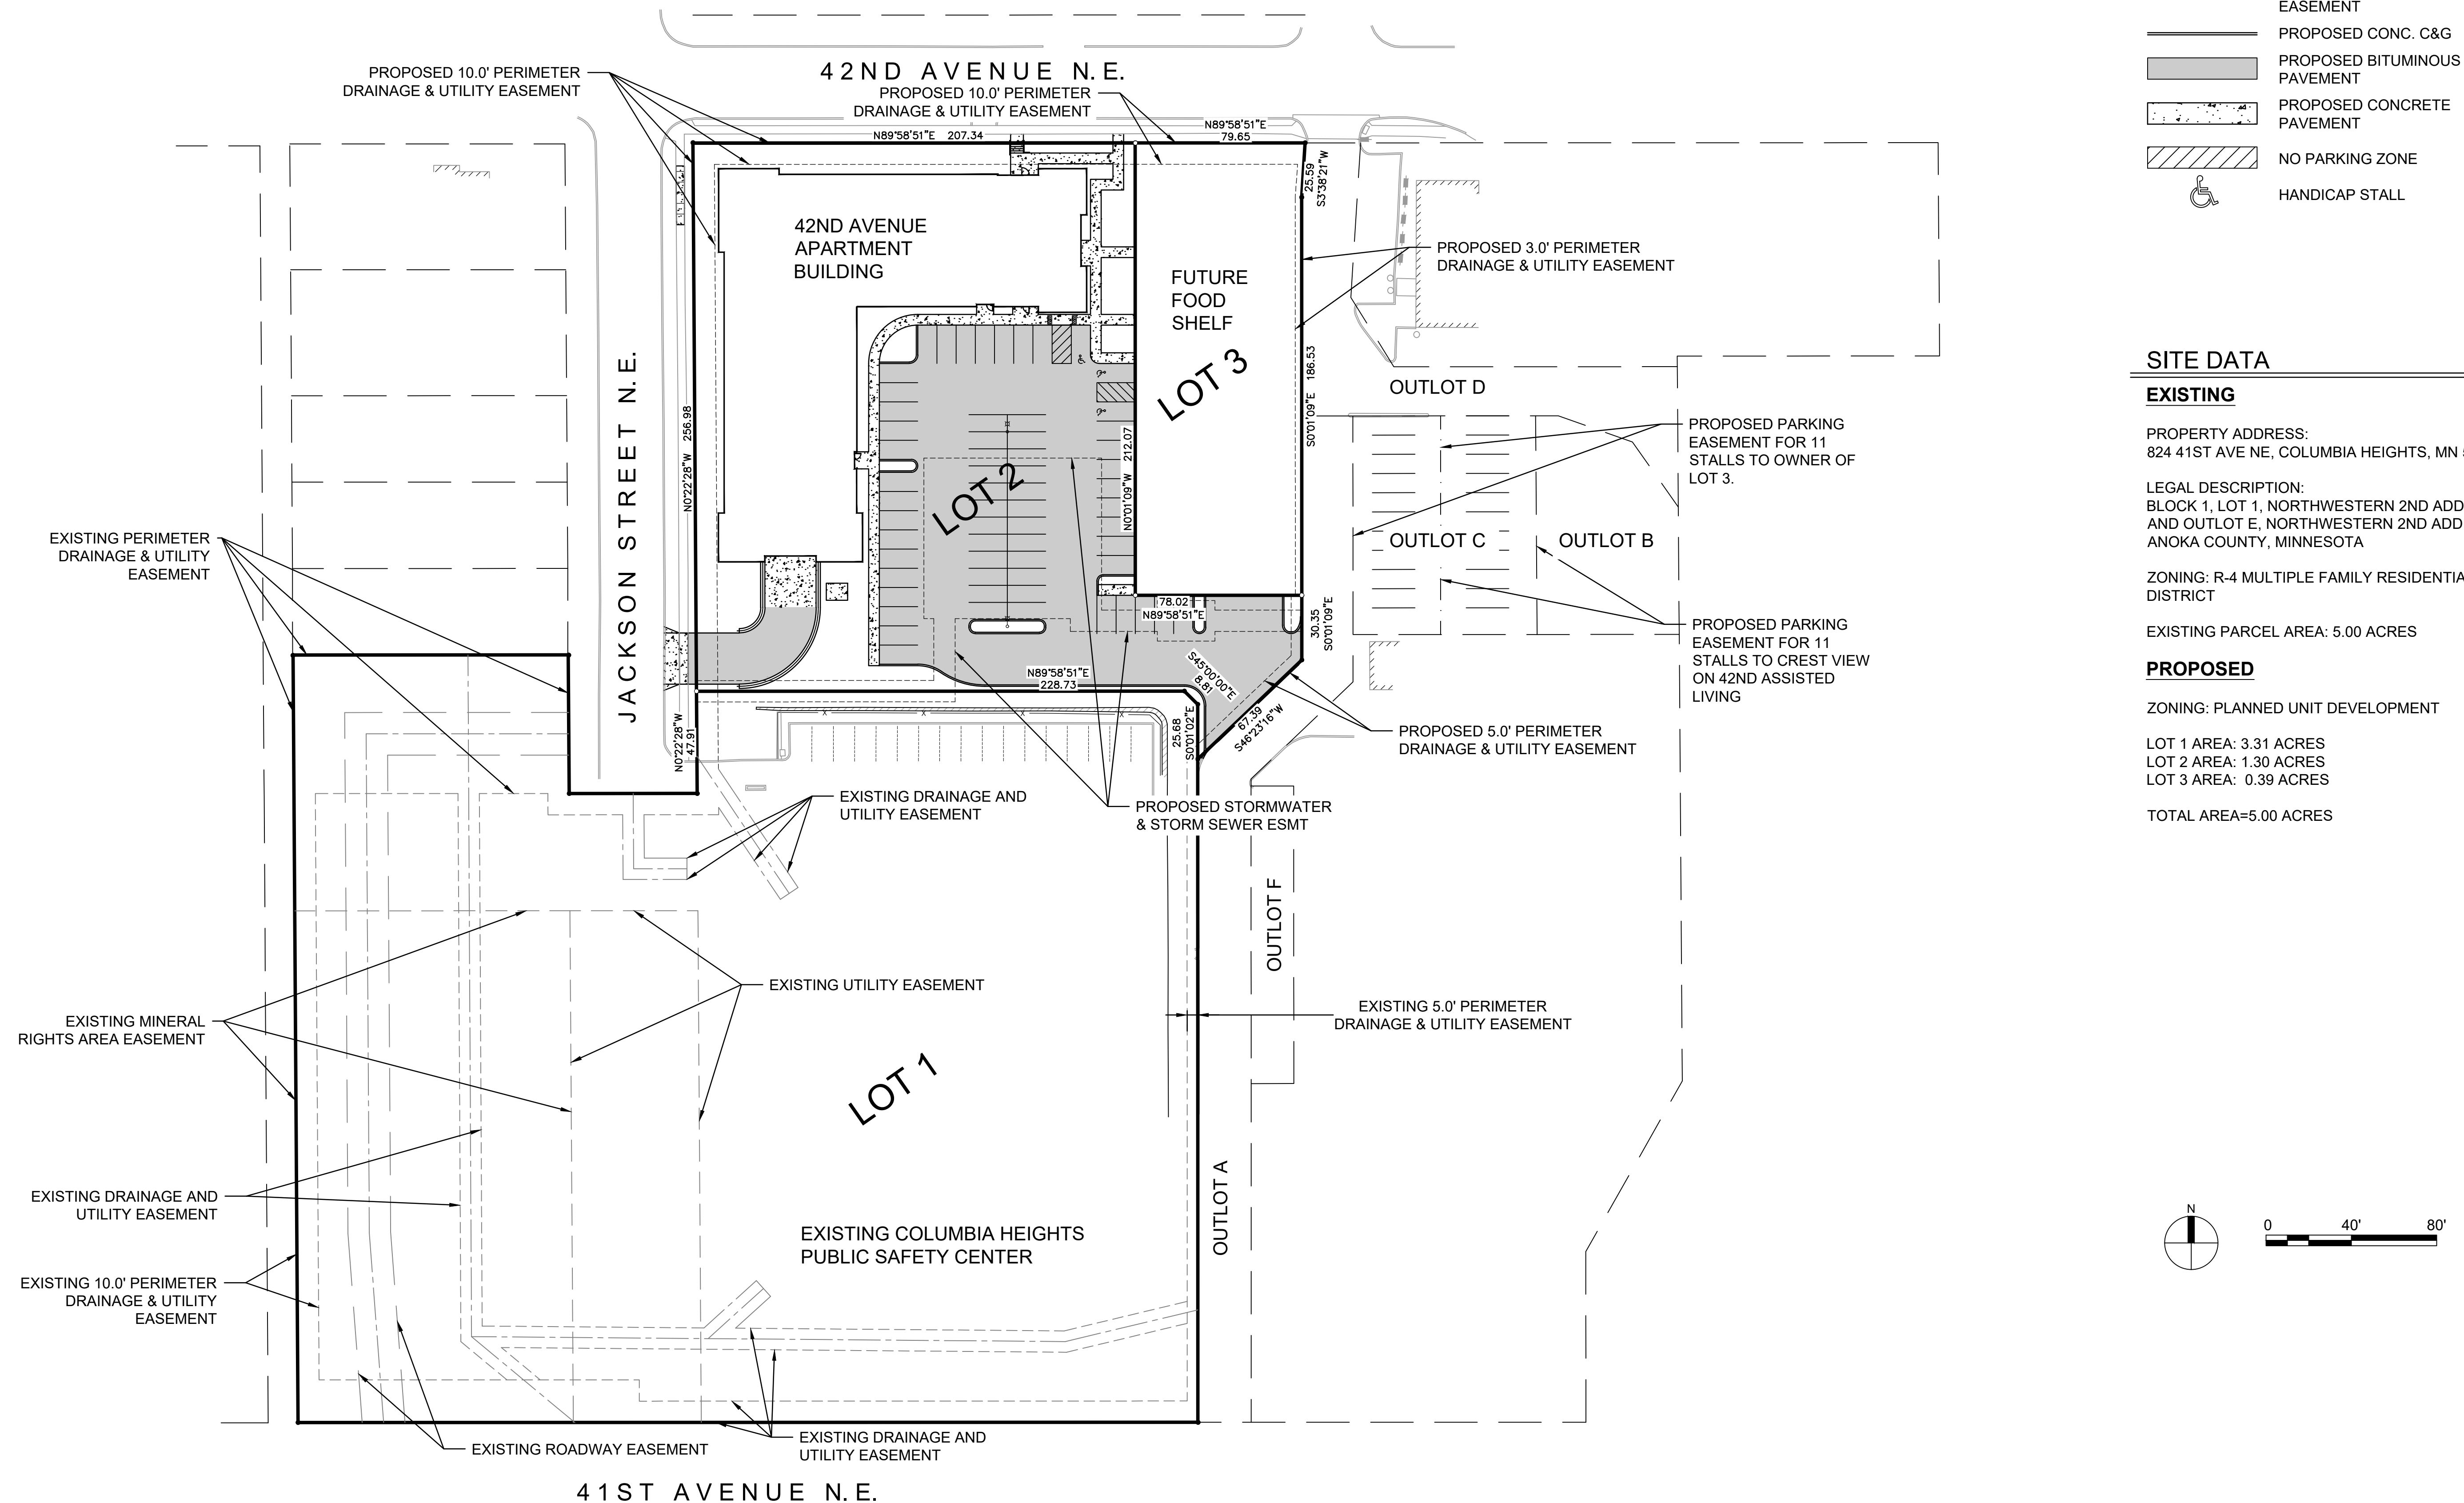 42ND AVENUE N.E.
PROPOSED 10.0' PERIMETER
DRAINAGE & UTILITY EASEMENT
PROPOSED 10.0' PERIMETER
DRAINAGE & UTILITY EASEMENT
N89°58'51"E 207.34
N89°58'51"E
79.65
25.59
S3°38'21"W
42ND AVENUE
APARTMENT
BUILDING
FUTURE
FOOD
SHELF
LOT 3
PROPOSED 3.0' PERIMETER
DRAINAGE & UTILITY EASEMENT
JACKSON STREET N.E.
N0°22'28"W 256.98
LOT 2
N0°01'09"W 212.07
S0°01'09"E 186.53
OUTLOT D
PROPOSED PARKING
EASEMENT FOR 11
STALLS TO OWNER OF
LOT 3.
OUTLOT C
OUTLOT B
EXISTING PERIMETER
DRAINAGE & UTILITY
EASEMENT
78.02
N89°58'51"E
30.35
S0°01'09"E
PROPOSED PARKING
EASEMENT FOR 11
STALLS TO CREST VIEW
ON 42ND ASSISTED
LIVING
N89°58'51"E
228.73
S45°00'00"E
8.81
67.39
S46°23'16"W
25.68
S0°01'02"E
N0°22'28"W
47.91
PROPOSED 5.0' PERIMETER
DRAINAGE & UTILITY EASEMENT
EXISTING DRAINAGE AND
UTILITY EASEMENT
PROPOSED STORMWATER
& STORM SEWER ESMT
OUTLOT F
EXISTING UTILITY EASEMENT
EXISTING 5.0' PERIMETER
DRAINAGE & UTILITY EASEMENT
EXISTING MINERAL
RIGHTS AREA EASEMENT
LOT 1
OUTLOT A
EXISTING DRAINAGE AND
UTILITY EASEMENT
EXISTING COLUMBIA HEIGHTS
PUBLIC SAFETY CENTER
EXISTING 10.0' PERIMETER
DRAINAGE & UTILITY
EASEMENT
EXISTING ROADWAY EASEMENT
EXISTING DRAINAGE AND
UTILITY EASEMENT
41ST AVENUE N.E.
EASEMENT
PROPOSED CONC. C&G
PROPOSED BITUMINOUS
PAVEMENT
PROPOSED CONCRETE
PAVEMENT
NO PARKING ZONE
HANDICAP STALL
SITE DATA
EXISTING
PROPERTY ADDRESS:
824 41ST AVE NE, COLUMBIA HEIGHTS, MN
LEGAL DESCRIPTION:
BLOCK 1, LOT 1, NORTHWESTERN 2ND ADD
AND OUTLOT E, NORTHWESTERN 2ND ADD
ANOKA COUNTY, MINNESOTA
ZONING: R-4 MULTIPLE FAMILY RESIDENTIA
DISTRICT
EXISTING PARCEL AREA: 5.00 ACRES
PROPOSED
ZONING: PLANNED UNIT DEVELOPMENT
LOT 1 AREA: 3.31 ACRES
LOT 2 AREA: 1.30 ACRES
LOT 3 AREA: 0.39 ACRES
TOTAL AREA=5.00 ACRES
N
0 40' 80'